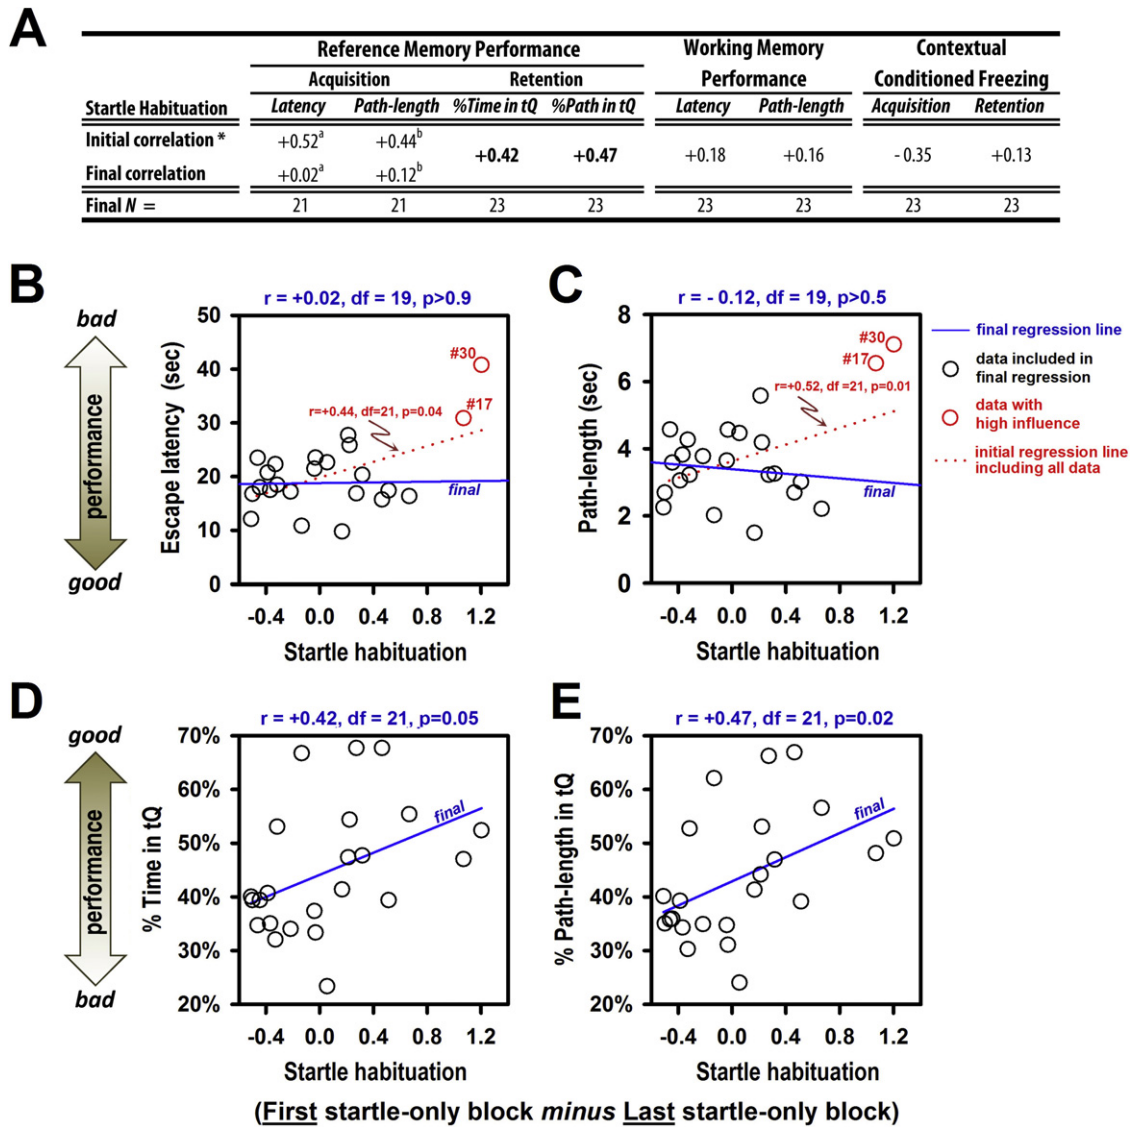 A
Reference Memory Performance Working Memory Contextual
Acquisition Retention Performance Conditioned Freezing
Startle Habituation Latency Path-length %Time in tQ %Path in tQ Latency Path-length Acquisition Retention
Initial correlation * +0.52a +0.44b
+0.42 +0.47 +0.18 +0.16 - 0.35 +0.13
Final correlation +0.02a +0.12b
Final N = 21 21 23 23 23 23 23 23
B
r = +0.02, df = 19, p>0.9
bad
performance
good
Escape latency (sec)
50
40
30
20
10
0
#30
#17
r=+0.44, df=21, p=0.04
final
-0.4 0.0 0.4 0.8 1.2
Startle habituation
C
r = - 0.12, df = 19, p>0.5
Path-length (sec)
8
6
4
2
0
#30
#17
r=+0.52, df =21, p=0.01
final
-0.4 0.0 0.4 0.8 1.2
Startle habituation
final regression line
data included in
final regression
data with
high influence
initial regression line
including all data
D
r = +0.42, df = 21, p=0.05
good
performance
bad
% Time in tQ
70%
60%
50%
40%
30%
20%
final
-0.4 0.0 0.4 0.8 1.2
Startle habituation
E
r = +0.47, df = 21, p=0.02
% Path-length in tQ
70%
60%
50%
40%
30%
20%
final
-0.4 0.0 0.4 0.8 1.2
Startle habituation
(First startle-only block minus Last startle-only block)